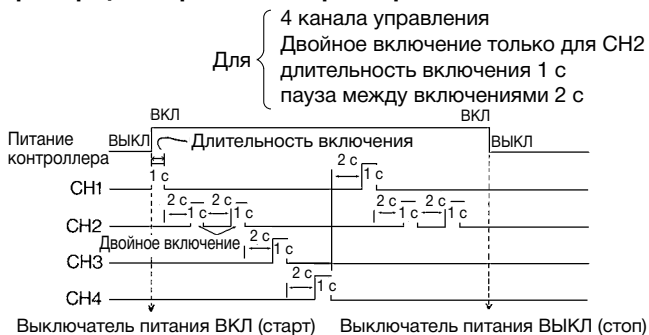 4 канала управления
Двойное включение только для CH2
Для
длительность включения 1 с
пауза между включениями 2 с
ВКЛ
ВКЛ
Питание контроллера
ВЫКЛ
Длительность включения
ВЫКЛ
2 с
1 с
1 с
CH1
2 с
2 с
2 с
2 с
1 с
1 с
1 с
1 с
CH2
Двойное включение
2 с
1 с
CH3
2 с
1 с
CH4
Выключатель питания ВКЛ (старт)
Выключатель питания ВЫКЛ (стоп)